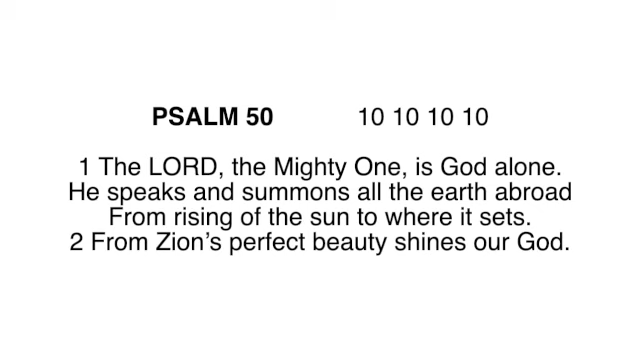 PSALM 50 10 10 10 10
1 The LORD, the Mighty One, is God alone.
He speaks and summons all the earth abroad
From rising of the sun to where it sets.
2 From Zion’s perfect beauty shines our God.